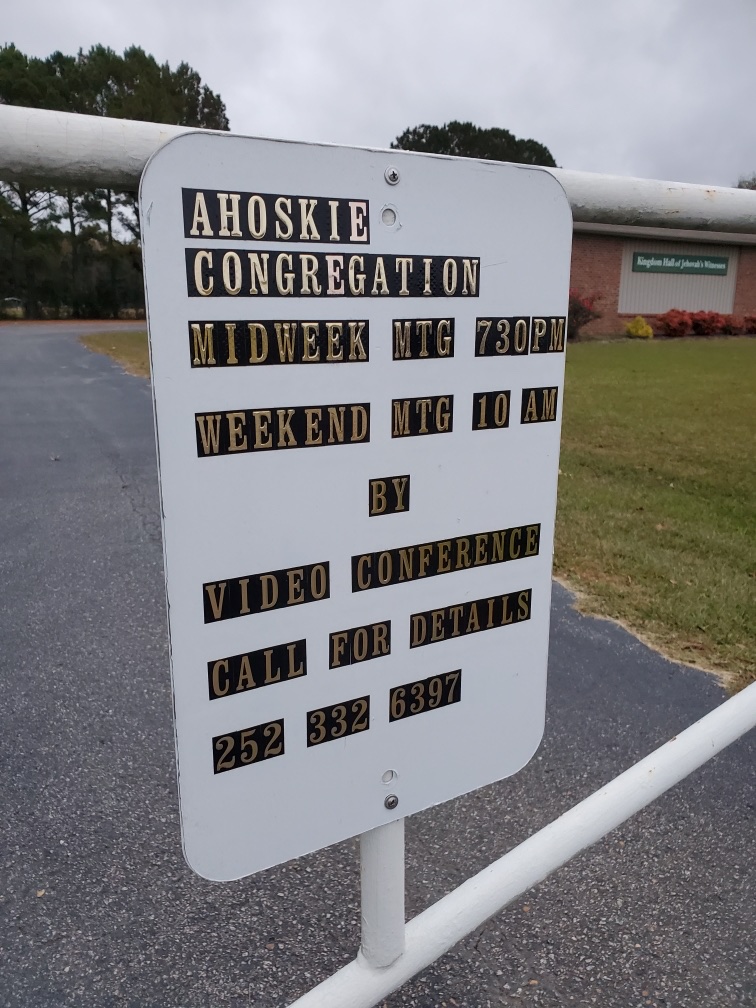 AHOSKIE
CONGREGATION
MIDWEEK MTG 730PM
WEEKEND MTG 10 AM
BY
VIDEO CONFERENCE
CALL FOR DETAILS
252 332 6397
Kingdom Hall of Jehovah's Witnesses